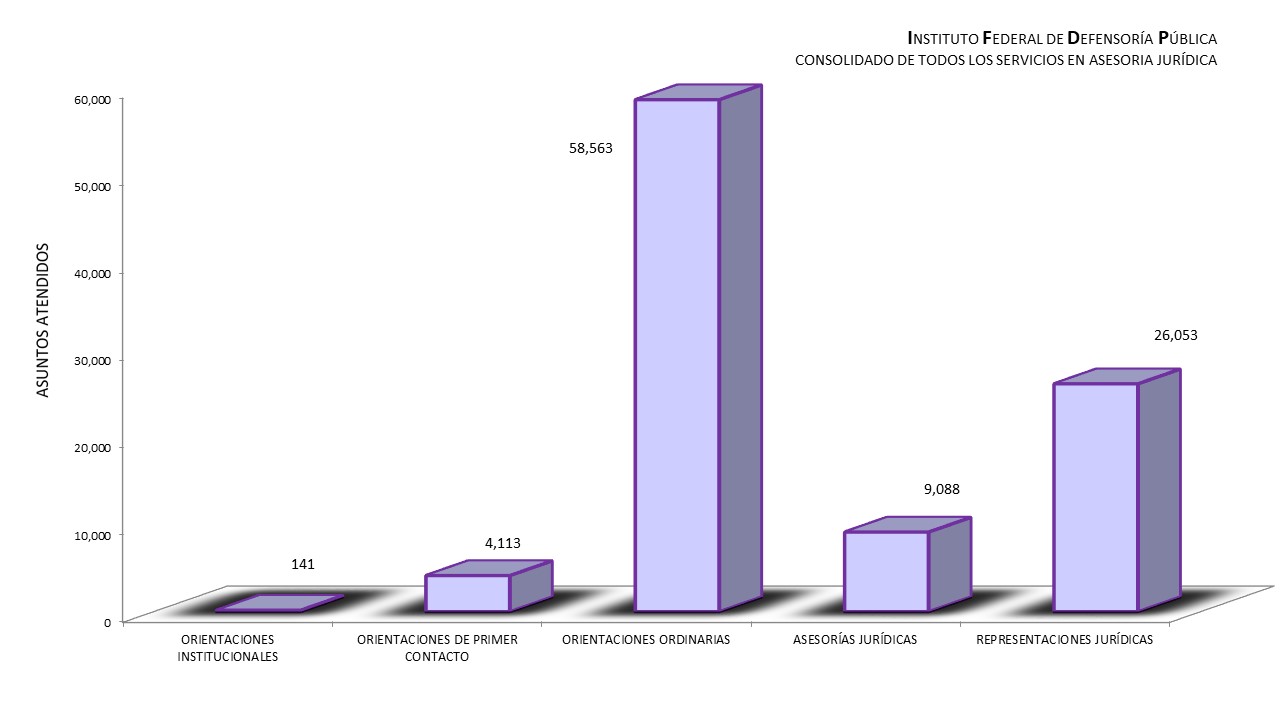 INSTITUTO FEDERAL DE DEFENSORÍA PÚBLICA
CONSOLIDADO DE TODOS LOS SERVICIOS EN ASESORIA JURÍDICA
ASUNTOS ATENDIDOS
60,000
50,000
40,000
30,000
20,000
10,000
0
141
4,113
58,563
9,088
26,053
ORIENTACIONES
INSTITUCIONALES
ORIENTACIONES DE PRIMER
CONTACTO
ORIENTACIONES ORDINARIAS
ASESORÍAS JURÍDICAS
REPRESENTACIONES JURÍDICAS